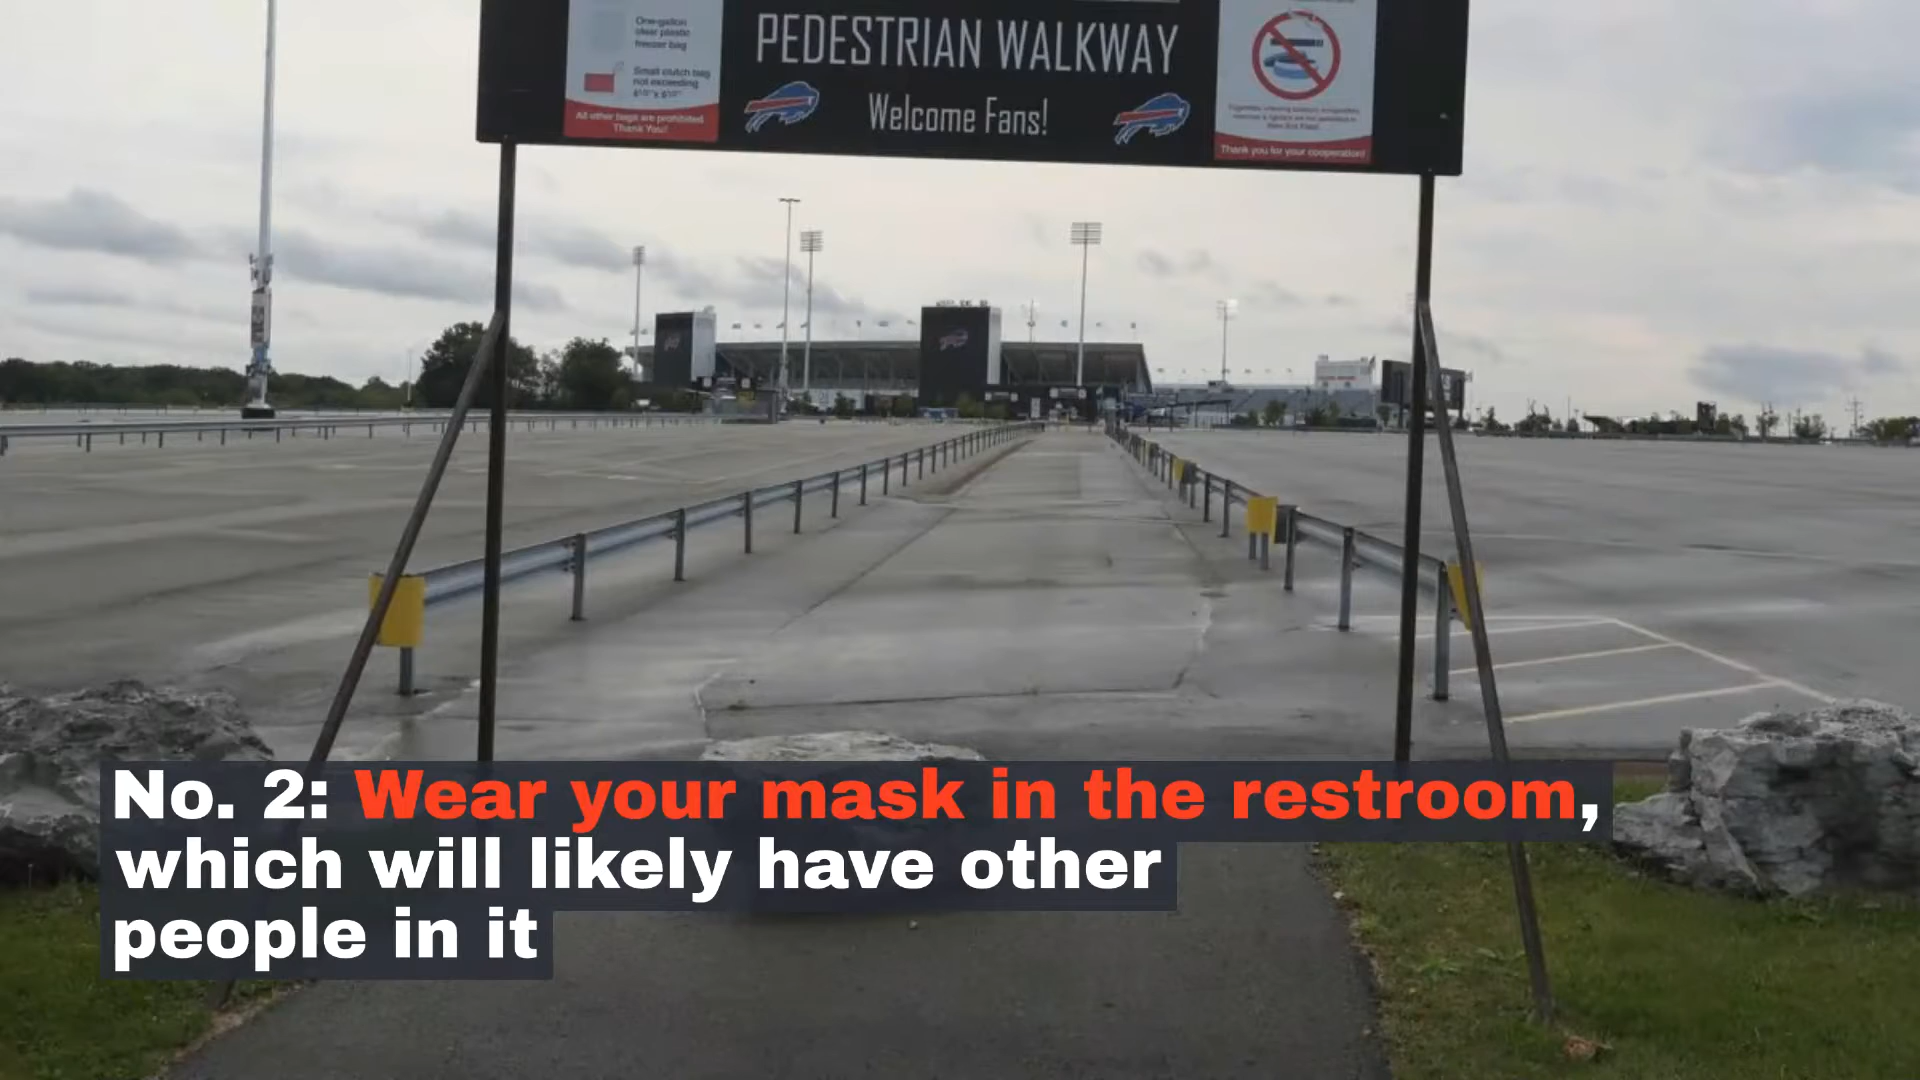 PEDESTRIAN WALKWAY
Welcome Fans!
One-gallon
clear plastic
freezer bag
Small clutch bag
not exceeding
All other bags are prohibited.
Thank You!
Thank you for your cooperation!
No. 2: Wear your mask in the restroom,
which will likely have other
people in it